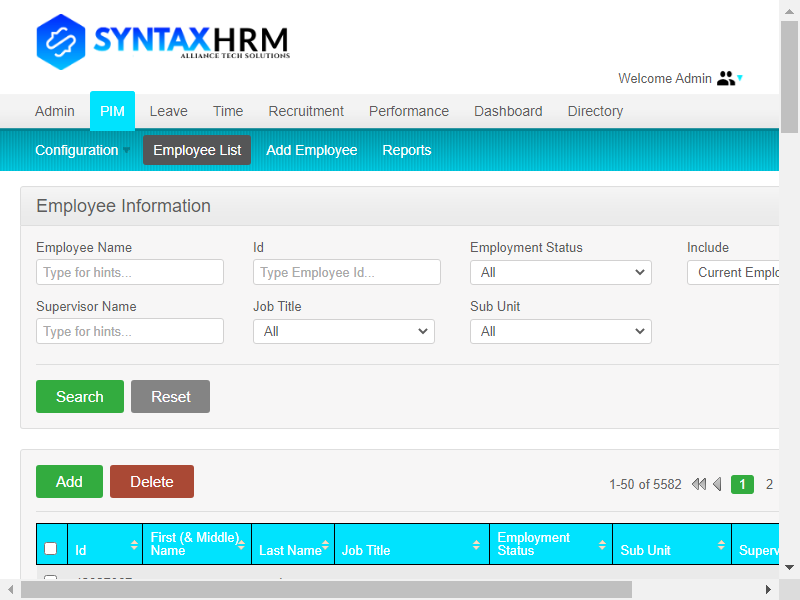 SYNTAXHRM
ALLIANCE TECH SOLUTIONS
Welcome Admin
Admin PIM Leave Time Recruitment Performance Dashboard Directory
Configuration Employee List Add Employee Reports
Employee Information
Employee Name Id Employment Status Include
Type for hints... Type Employee Id... All Current Emplo
Supervisor Name Job Title Sub Unit
Type for hints... All All
Search Reset
Add Delete 1-50 of 5582 1 2
First (& Middle) Employment
Id Name Last Name Job Title Status Sub Unit Superv